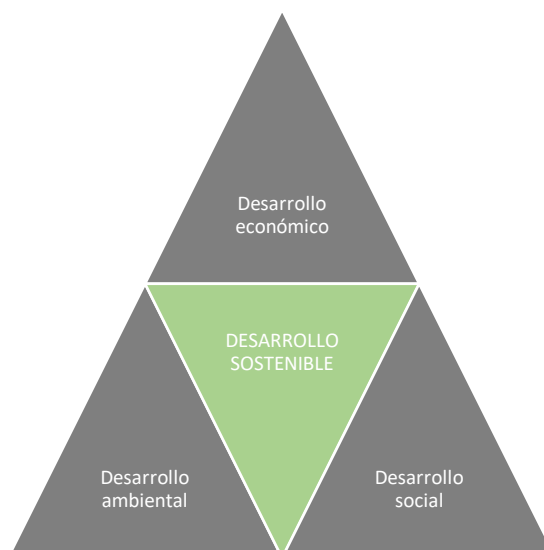 Desarrollo
económico
DESARROLLO
SOSTENIBLE
Desarrollo
ambiental
Desarrollo
social